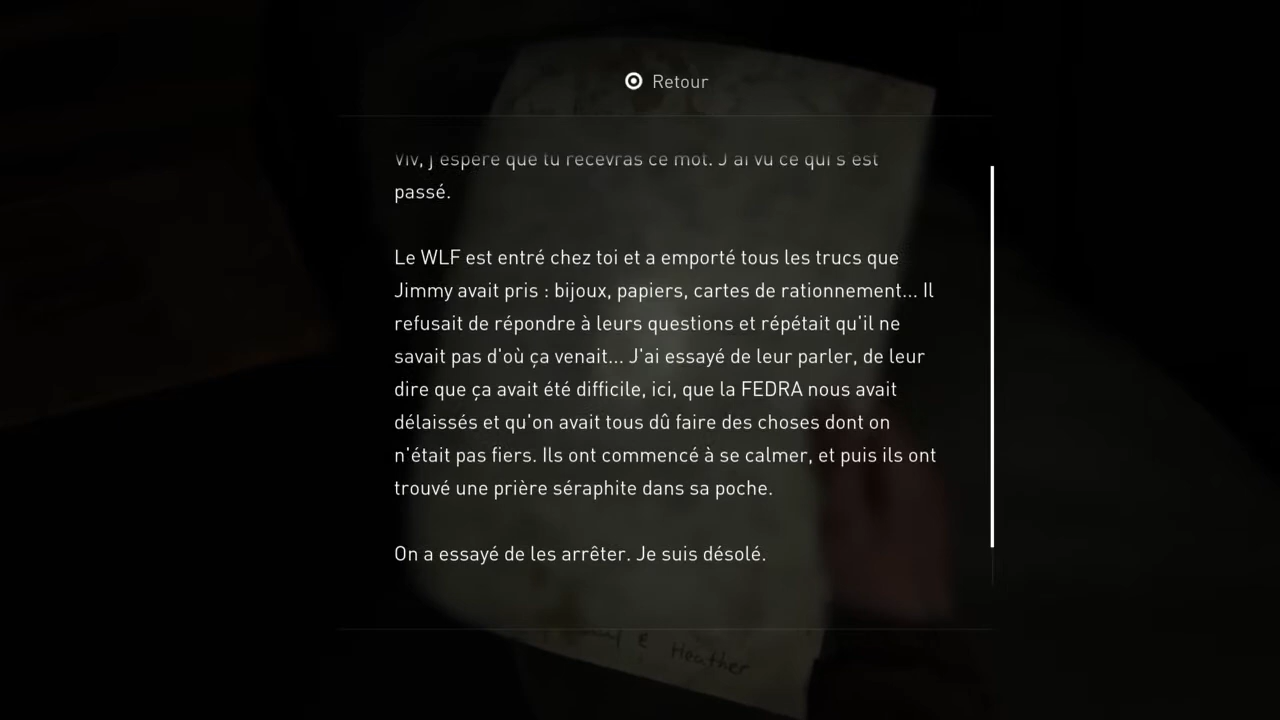 Retour
Viv, j'espère que tu recevras ce mot. J'ai vu ce qui s'est
passé.
Le WLF est entré chez toi et a emporté tous les trucs que
Jimmy avait pris : bijoux, papiers, cartes de rationnement... Il
refusait de répondre à leurs questions et répétait qu'il ne
savait pas d'où ça venait... J'ai essayé de leur parler, de leur
dire que ça avait été difficile, ici, que la FEDRA nous avait
délaissés et qu'on avait tous dû faire des choses dont on
n'était pas fiers. Ils ont commencé à se calmer, et puis ils ont
trouvé une prière séraphite dans sa poche.
On a essayé de les arrêter. Je suis désolé.
& Heather